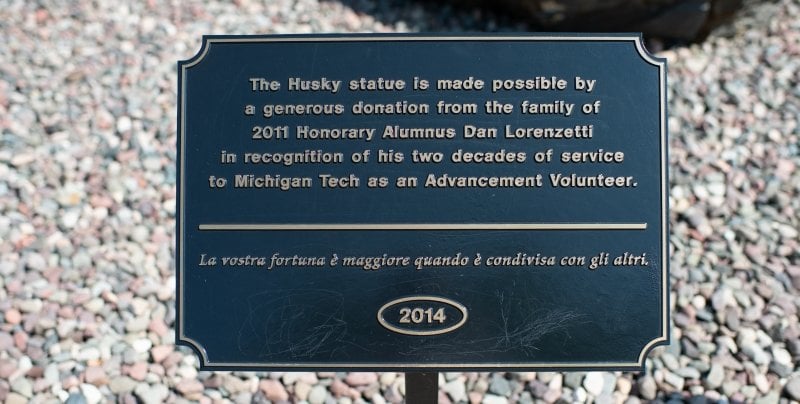 The Husky statue is made possible by
a generous donation from the family of
2011 Honorary Alumnus Dan Lorenzetti
in recognition of his two decades of service
to Michigan Tech as an Advancement Volunteer.
La vostra fortuna è maggiore quando è condivisa con gli altri.
2014